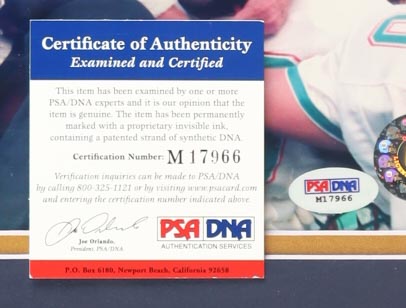 Certificate of Authenticity
Examined and Certified
This item has been examined by one or more
PSA/DNA experts and it is our opinion that the
item is genuine. The item has been permanently
marked with a proprietary invisible ink,
containing a patented strand of synthetic DNA.
Certification Number: M 17966
Verification inquiries can be made to PSA/DNA
by calling 800-325-1121 or by visiting www.psacard.com
and entering the certification number indicated above.
Joe Orlando,
President, PSA/DNA
PSA DNA
AUTHENTICATION SERVICES
P.O. Box 6180, Newport Beach, California 92658
PSA DNA
M17966